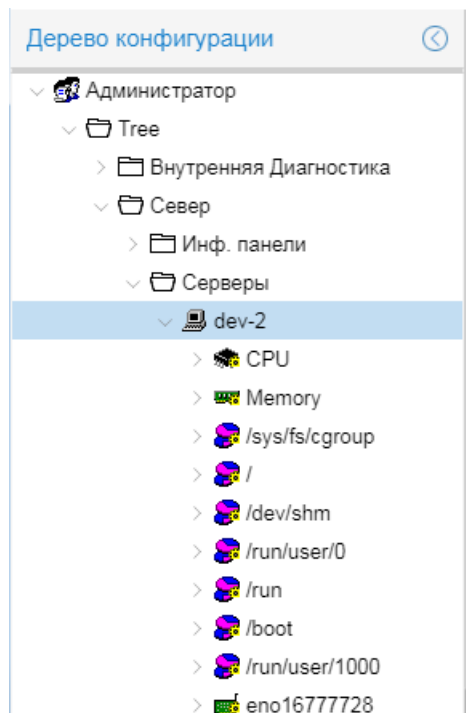 Дерево конфигурации
Администратор
Tree
Внутренняя Диагностика
Север
Инф. панели
Серверы
dev-2
CPU
Memory
/sys/fs/cgroup
/
/dev/shm
/run/user/0
/run
/boot
/run/user/1000
eno16777728